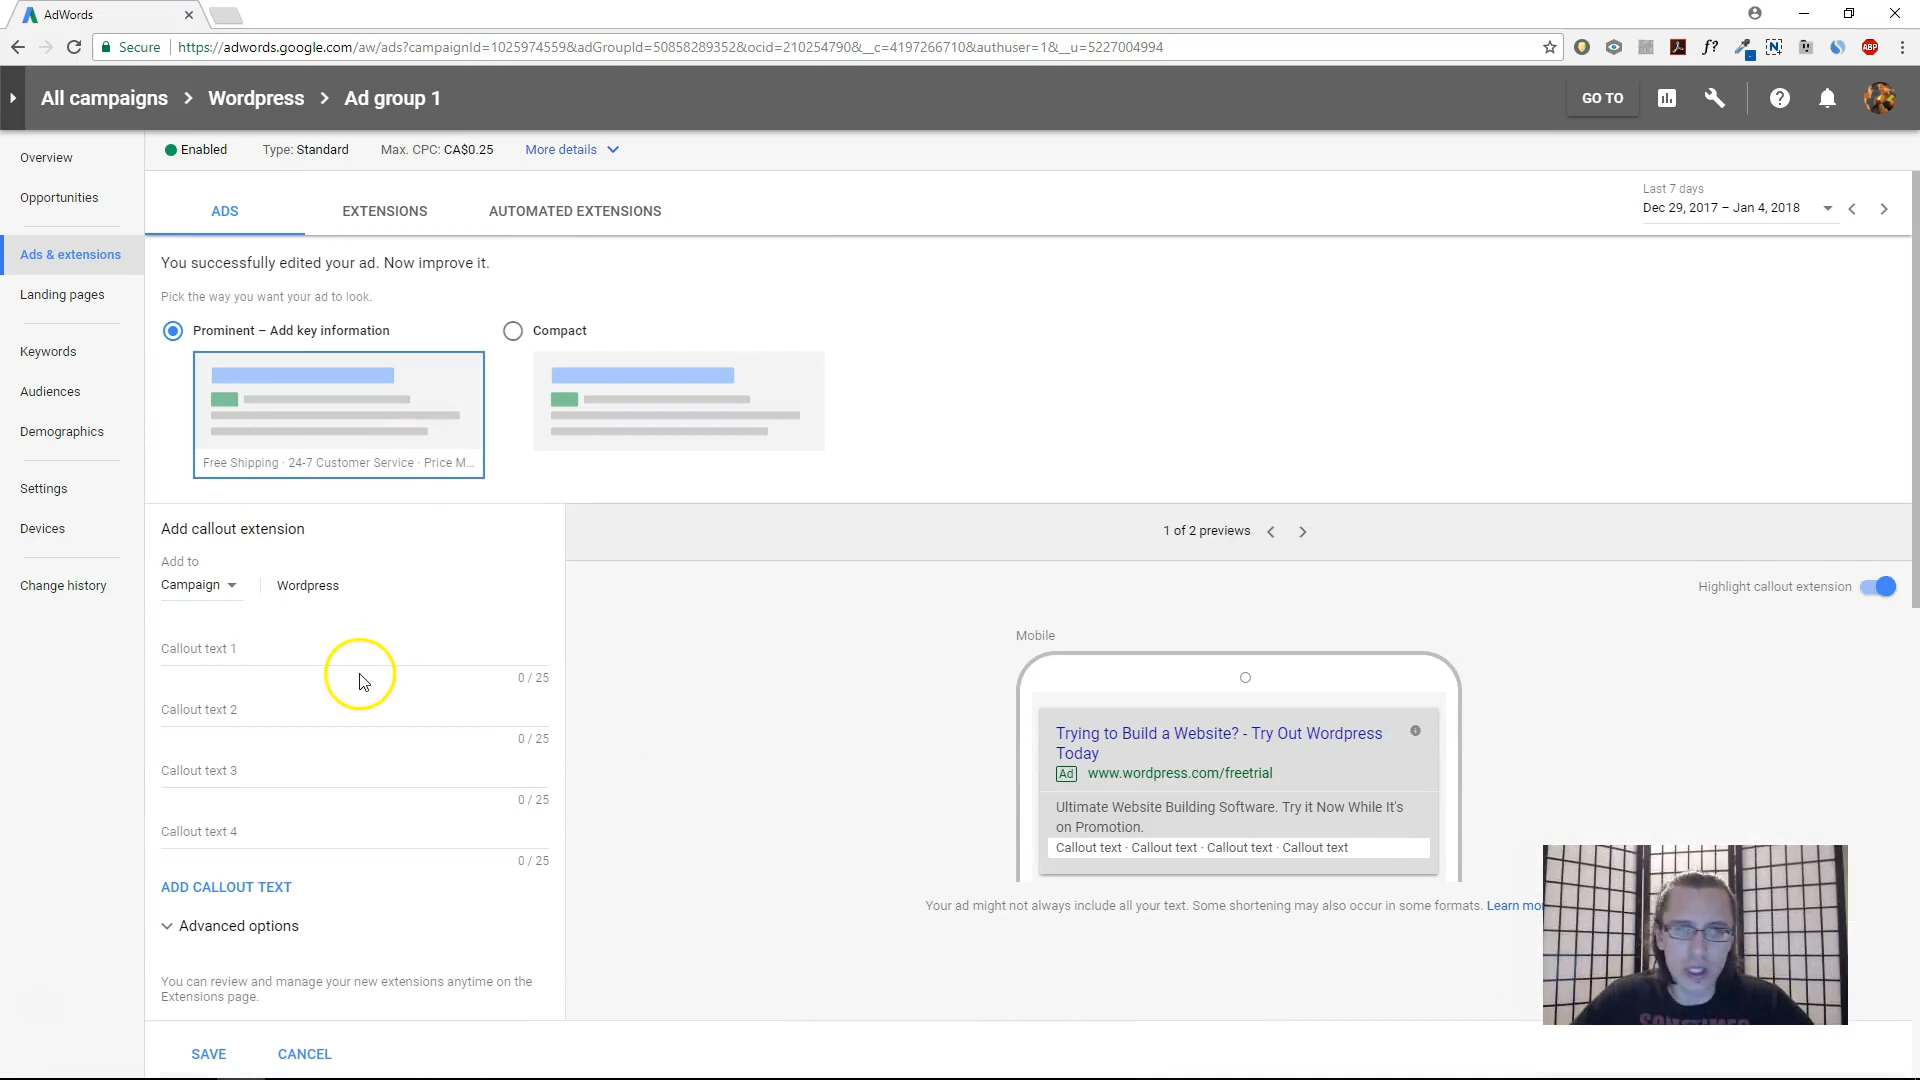 AdWords
Secure
https://adwords.google.com/aw/ads?campaignId=1025974559&adGroupId=50858289352&ocid=210254790&__c=4197266710&authuser=1&__u=5227004994
ABP
All campaigns > Wordpress > Ad group 1
GO TO
Enabled Type: Standard Max. CPC: CA$0.25 More details
Overview
Opportunities
Ads & extensions
Landing pages
Keywords
Audiences
Demographics
Settings
Devices
Change history
ADS EXTENSIONS AUTOMATED EXTENSIONS
Last 7 days
Dec 29, 2017 – Jan 4, 2018
You successfully edited your ad. Now improve it.
Pick the way you want your ad to look.
Prominent – Add key information
Compact
Free Shipping · 24-7 Customer Service · Price M...
Add callout extension
Add to
Campaign Wordpress
Callout text 1
0 / 25
Callout text 2
0 / 25
Callout text 3
0 / 25
Callout text 4
0 / 25
ADD CALLOUT TEXT
Advanced options
You can review and manage your new extensions anytime on the
Extensions page.
SAVE CANCEL
1 of 2 previews
Highlight callout extension
Mobile
Trying to Build a Website? - Try Out Wordpress
Today
Ad www.wordpress.com/freetrial
Ultimate Website Building Software. Try it Now While It's
on Promotion.
Callout text · Callout text · Callout text · Callout text
Your ad might not always include all your text. Some shortening may also occur in some formats. Learn mo